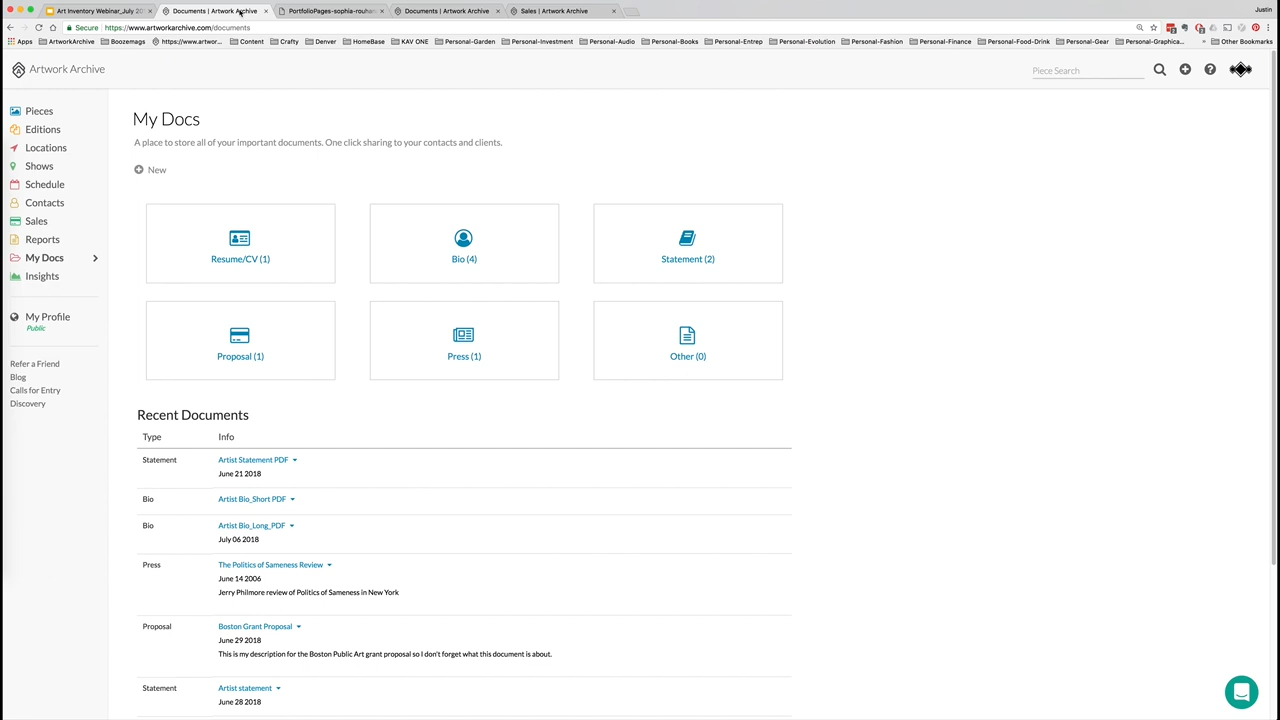 Art Inventory Webinar_July 20
Documents | Artwork Archive
PortfolioPages-sophia-rouhan
Documents | Artwork Archive
Sales | Artwork Archive
Justin
Secure
https://www.artworkarchive.com/documents
Apps
ArtworkArchive
Boozemags
https://www.artwor...
Content
Crafty
Denver
HomeBase
KAV ONE
Personal-Garden
Personal-Investment
Personal-Audio
Personal-Books
Personal-Entrep
Personal-Evolution
Personal-Fashion
Personal-Finance
Personal-Food-Drink
Personal-Gear
Personal-Graphica...
Other Bookmarks
Artwork Archive
Piece Search
Pieces
Editions
Locations
Shows
Schedule
Contacts
Sales
Reports
My Docs
Insights
My Profile
Public
Refer a Friend
Blog
Calls for Entry
Discovery
My Docs
A place to store all of your important documents. One click sharing to your contacts and clients.
New
Resume/CV (1)
Bio (4)
Statement (2)
Proposal (1)
Press (1)
Other (0)
Recent Documents
Type Info
Statement Artist Statement PDF
June 21 2018
Bio Artist Bio_Short PDF
Bio Artist Bio_Long_PDF
July 06 2018
Press The Politics of Sameness Review
June 14 2006
Jerry Philmore review of Politics of Sameness in New York
Proposal Boston Grant Proposal
June 29 2018
This is my description for the Boston Public Art grant proposal so I don't forget what this document is about.
Statement Artist statement
June 28 2018